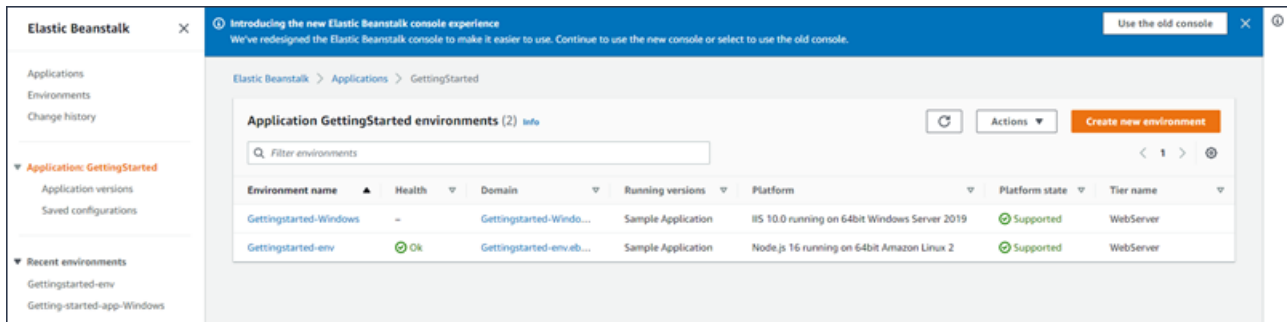 Elastic Beanstalk
Applications
Environments
Change history
Application: GettingStarted
Application versions
Saved configurations
Recent environments
Gettingstarted-env
Getting-started-app-Windows
Introducing the new Elastic Beanstalk console experience
We've redesigned the Elastic Beanstalk console to make it easier to use. Continue to use the new console or select to use the old console.
Use the old console
Elastic Beanstalk > Applications > GettingStarted
Application GettingStarted environments (2) Info
Actions
Create new environment
Filter environments
< 1 >
Environment name Health Domain Running versions Platform Platform state Tier name
Gettingstarted-Windows – Gettingstarted-Windo... Sample Application IIS 10.0 running on 64bit Windows Server 2019 Supported WebServer
Gettingstarted-env Ok Gettingstarted-env.eb... Sample Application Node.js 16 running on 64bit Amazon Linux 2 Supported WebServer